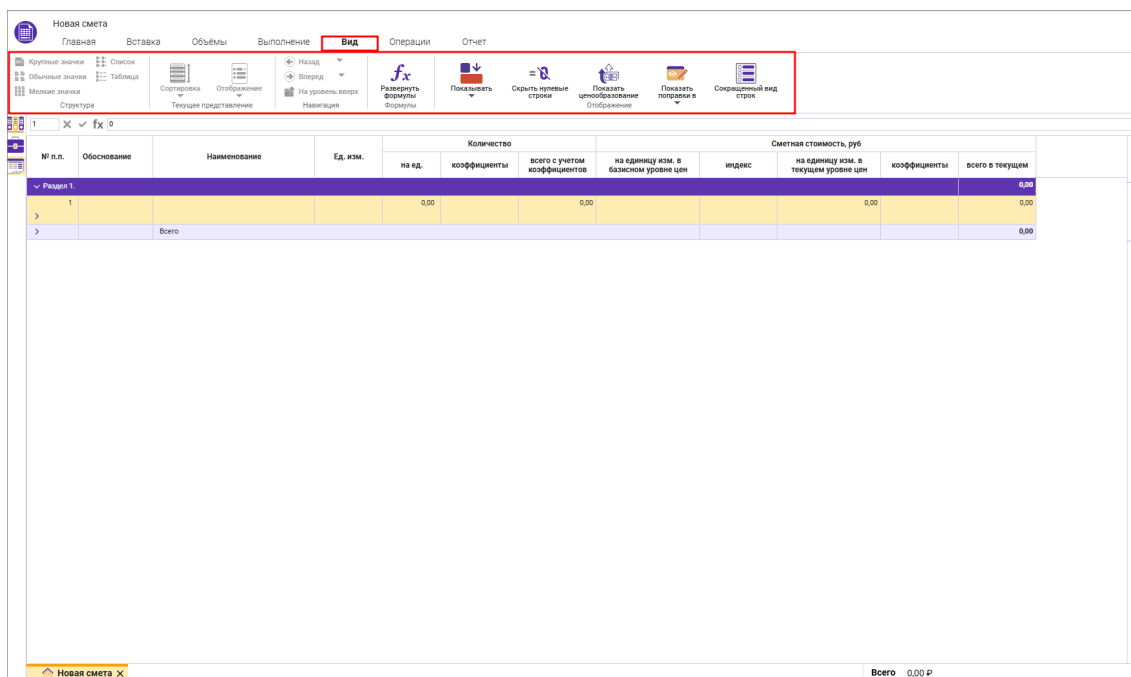 Новая смета
Главная Вставка Объёмы Выполнение Вид Операции Отчет
Крупные значки Список
Обычные значки Таблица
Мелкие значки
Структура
Сортировка Отображение
Текущее представление
Назад
Вперед
На уровень вверх
Навигация
fx
Развернуть
формулы
Формулы
Показывать
Скрыть нулевые
строки
Показать
ценообразование
Показать
поправки в
Сокращенный вид
строк
Отображение
1 fx 0
№ п.п. Обоснование Наименование Ед. изм. Количество Сметная стоимость, руб
на ед. коэффициенты всего с учетом
коэффициентов
на единицу изм. в
базисном уровне цен
индекс
на единицу изм. в
текущем уровне цен
коэффициенты всего в текущем
Раздел 1. 0,00
1 0,00 0,00 0,00 0,00
Всего 0,00
Новая смета
Всего 0,00 ₽